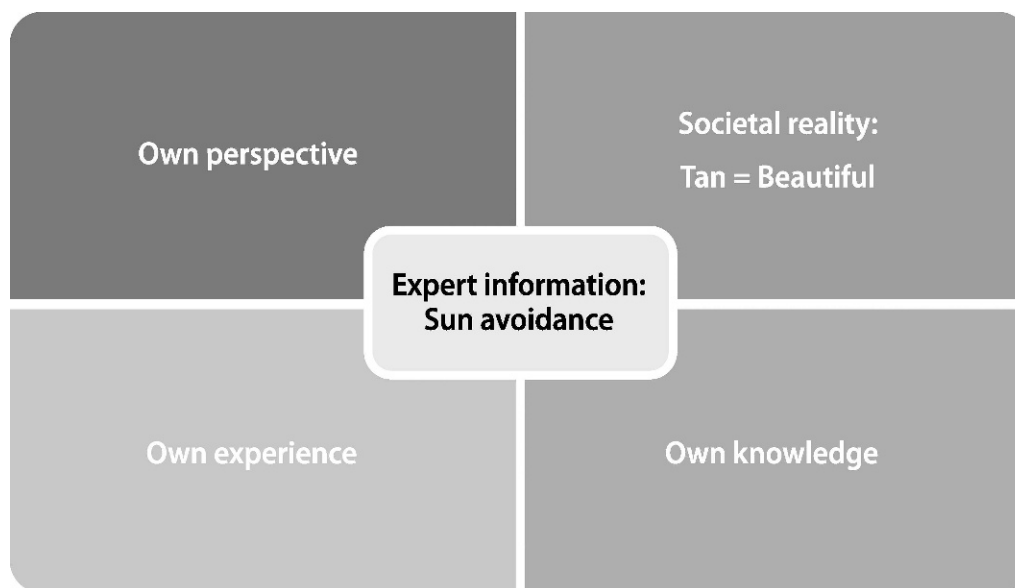 Own perspective
Societal reality:
Tan = Beautiful
Expert information:
Sun avoidance
Own experience
Own knowledge